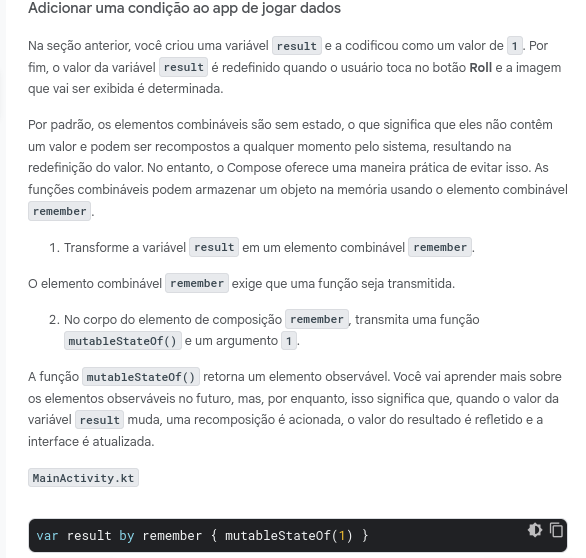 Adicionar uma condição ao app de jogar dados
Na seção anterior, você criou uma variável result e a codificou como um valor de 1. Por
fim, o valor da variável result é redefinido quando o usuário toca no botão Roll e a imagem
que vai ser exibida é determinada.
Por padrão, os elementos combináveis são sem estado, o que significa que eles não contêm
um valor e podem ser recompostos a qualquer momento pelo sistema, resultando na
redefinição do valor. No entanto, o Compose oferece uma maneira prática de evitar isso. As
funções combináveis podem armazenar um objeto na memória usando o elemento combinável
remember.
1. Transforme a variável result em um elemento combinável remember.
O elemento combinável remember exige que uma função seja transmitida.
2. No corpo do elemento de composição remember, transmita uma função
mutableStateOf() e um argumento 1.
A função mutableStateOf() retorna um elemento observável. Você vai aprender mais sobre
os elementos observáveis no futuro, mas, por enquanto, isso significa que, quando o valor da
variável result muda, uma recomposição é acionada, o valor do resultado é refletido e a
interface é atualizada.
MainActivity.kt
var result by remember { mutableStateOf(1) }